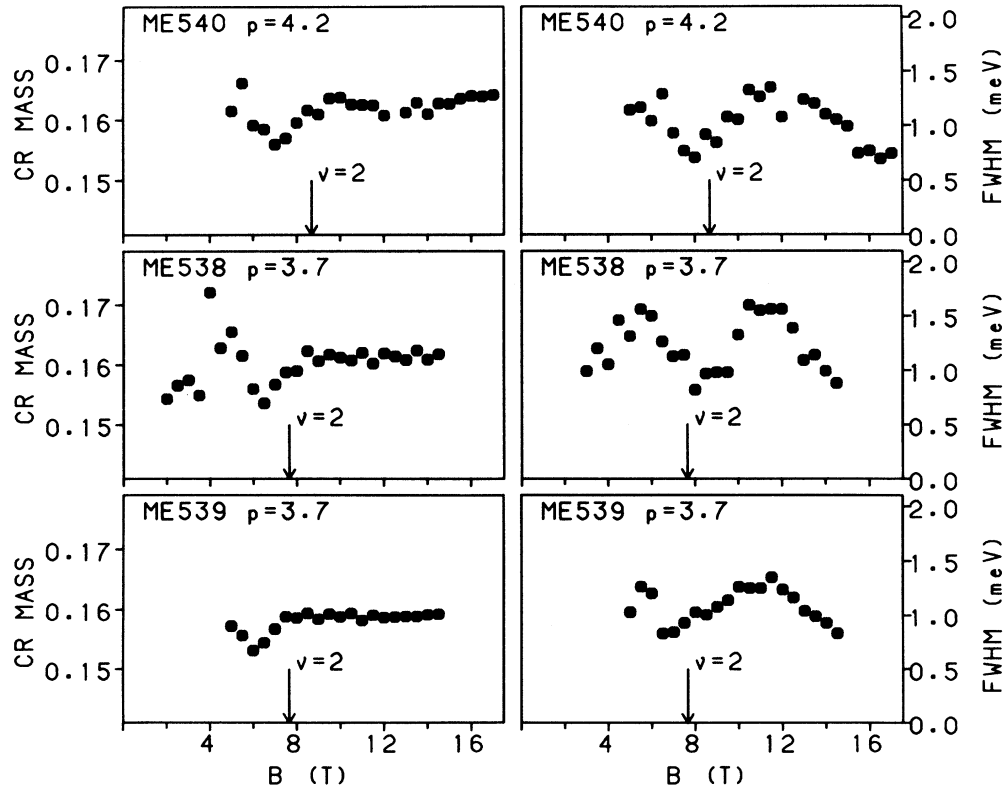 ME540 p=4.2
ME540 p=4.2
CR MASS
0.17
0.16
0.15
ν=2
ν=2
2.0
1.5
1.0
0.5
0.0
FWHM (meV)
ME538 p=3.7
ME538 p=3.7
CR MASS
0.17
0.16
0.15
ν=2
ν=2
2.0
1.5
1.0
0.5
0.0
FWHM (meV)
ME539 p=3.7
ME539 p=3.7
CR MASS
0.17
0.16
0.15
ν=2
ν=2
2.0
1.5
1.0
0.5
0.0
FWHM (meV)
4 8 12 16
4 8 12 16
B (T)
B (T)